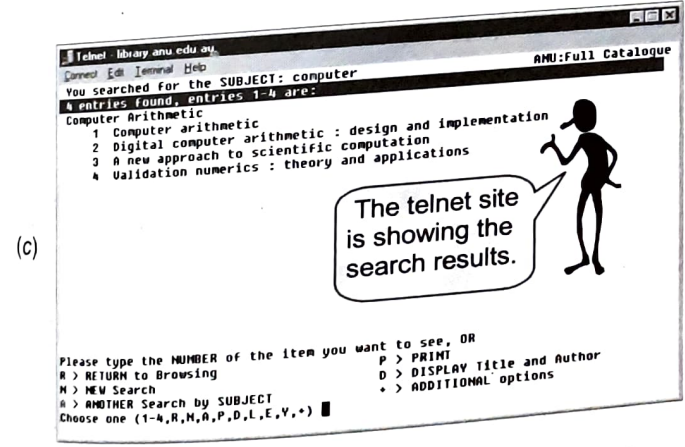 Telnet - library.anu.edu.au
Connect Edit Terminal Help
You searched for the SUBJECT: computer ANU:Full Catalogue
4 entries found, entries 1-4 are:
Computer Arithmetic
1 Computer arithmetic
2 Digital computer arithmetic : design and implementation
3 A new approach to scientific computation
4 Validation numerics : theory and applications
The telnet site
is showing the
search results.
(c)
Please type the NUMBER of the item you want to see, OR
R > RETURN to Browsing P > PRINT
N > NEW Search D > DISPLAY Title and Author
A > ANOTHER Search by SUBJECT + > ADDITIONAL options
Choose one (1-4,R,N,A,P,D,L,E,Y,+)